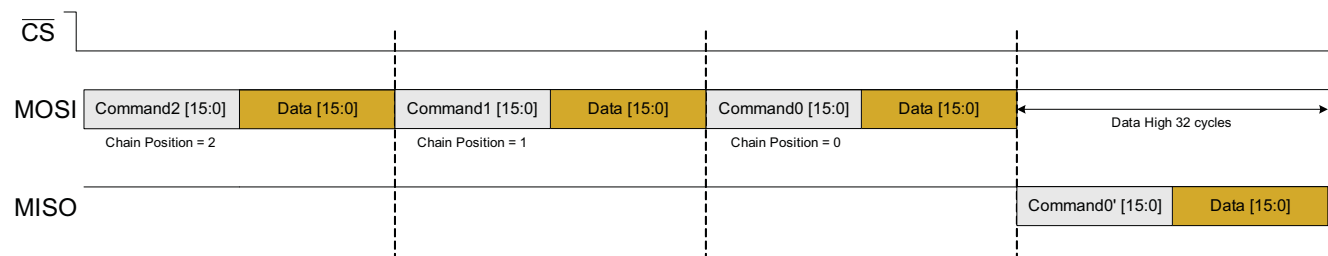 CS
MOSI
Command2 [15:0]
Data [15:0]
Command1 [15:0]
Data [15:0]
Command0 [15:0]
Data [15:0]
Data High 32 cycles
Chain Position = 2
Chain Position = 1
Chain Position = 0
MISO
Command0' [15:0]
Data [15:0]